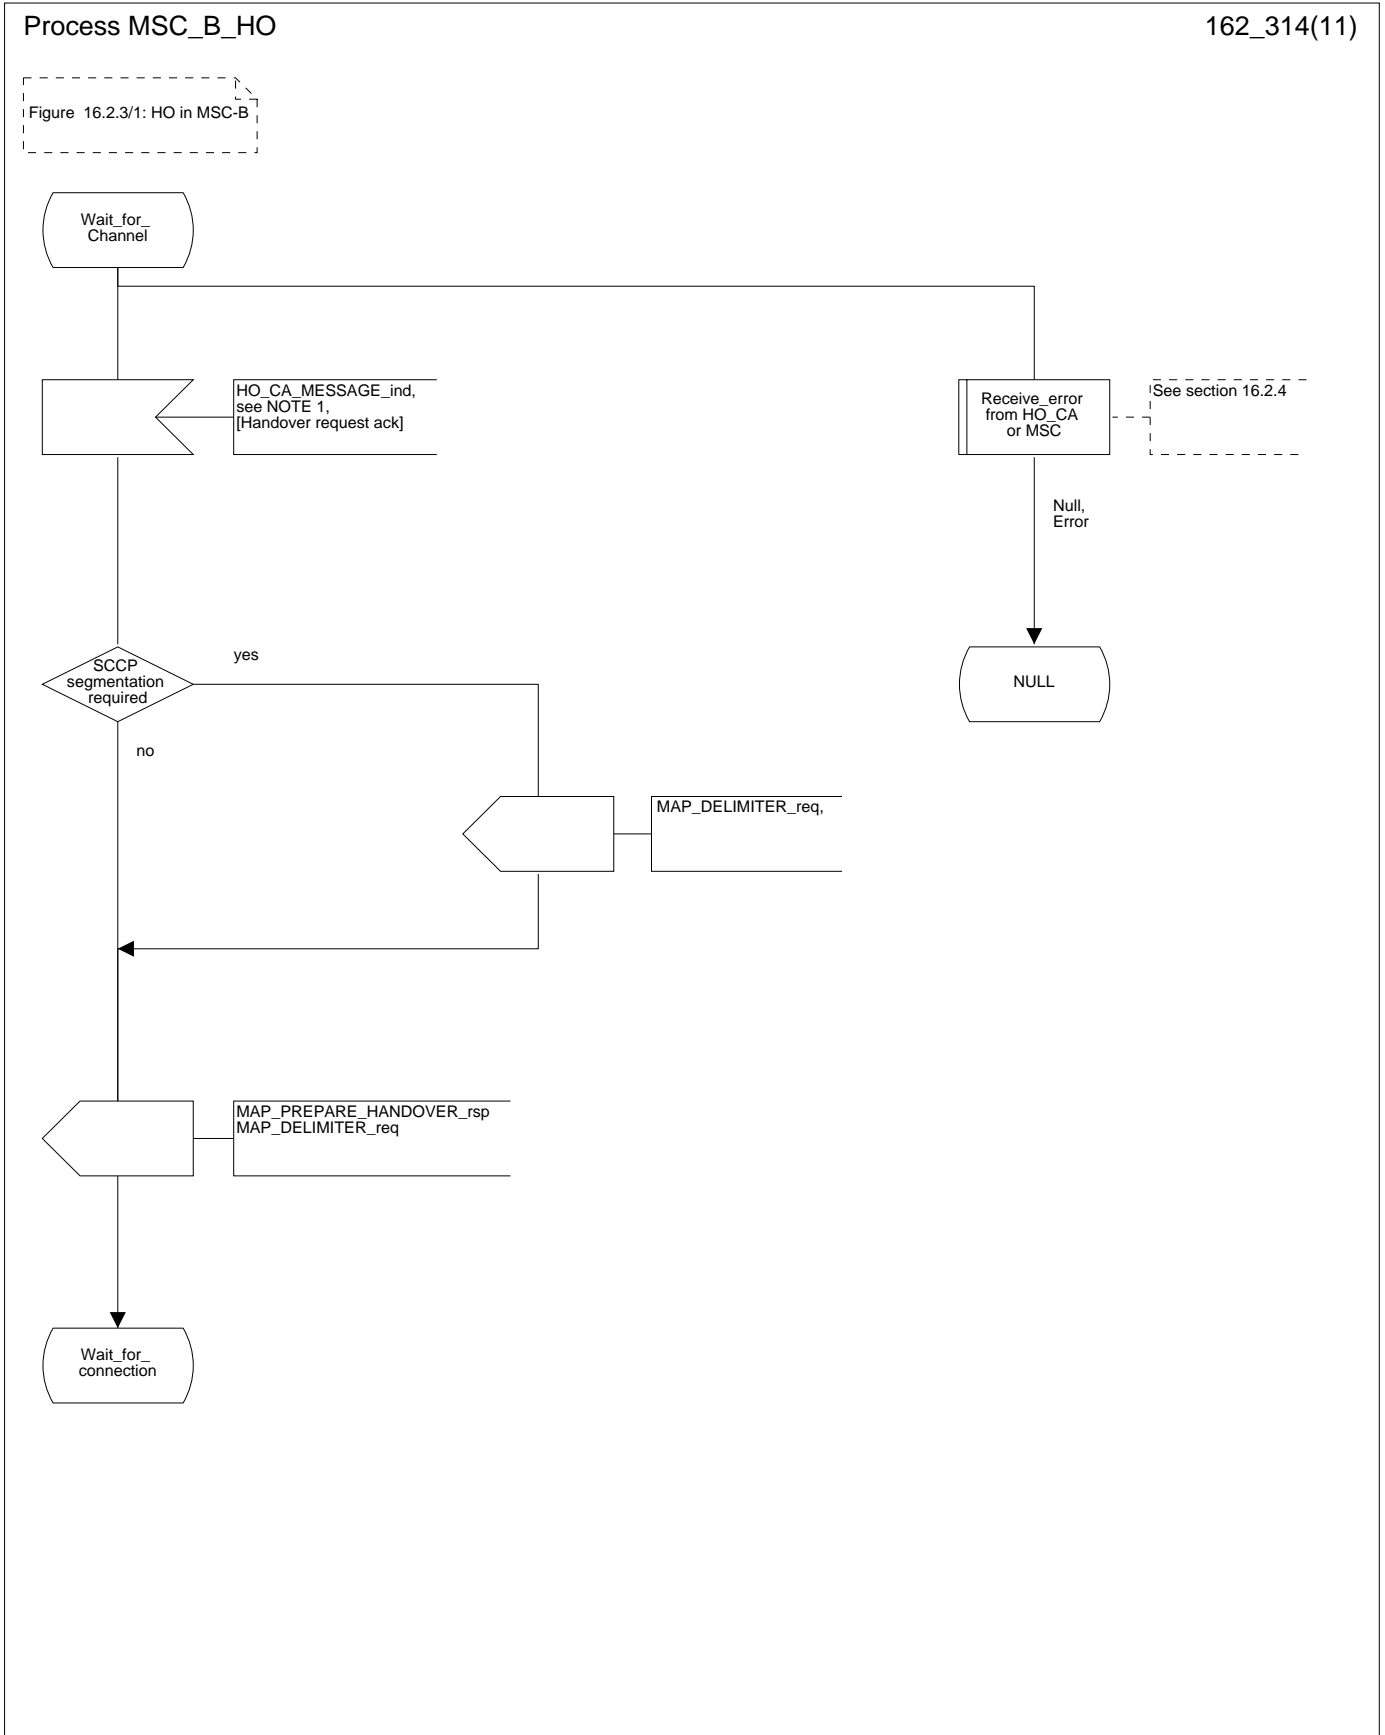 Process MSC_B_HO
162_314(11)
Figure 16.2.3/1: HO in MSC-B
Wait_for_
Channel
HO_CA_MESSAGE_ind,
see NOTE 1,
[Handover request ack]
Receive_error
from HO_CA
or MSC
See section 16.2.4
Null,
Error
SCCP
segmentation
required
yes
NULL
no
MAP_DELIMITER_req,
MAP_PREPARE_HANDOVER_rsp
MAP_DELIMITER_req
Wait_for_
connection